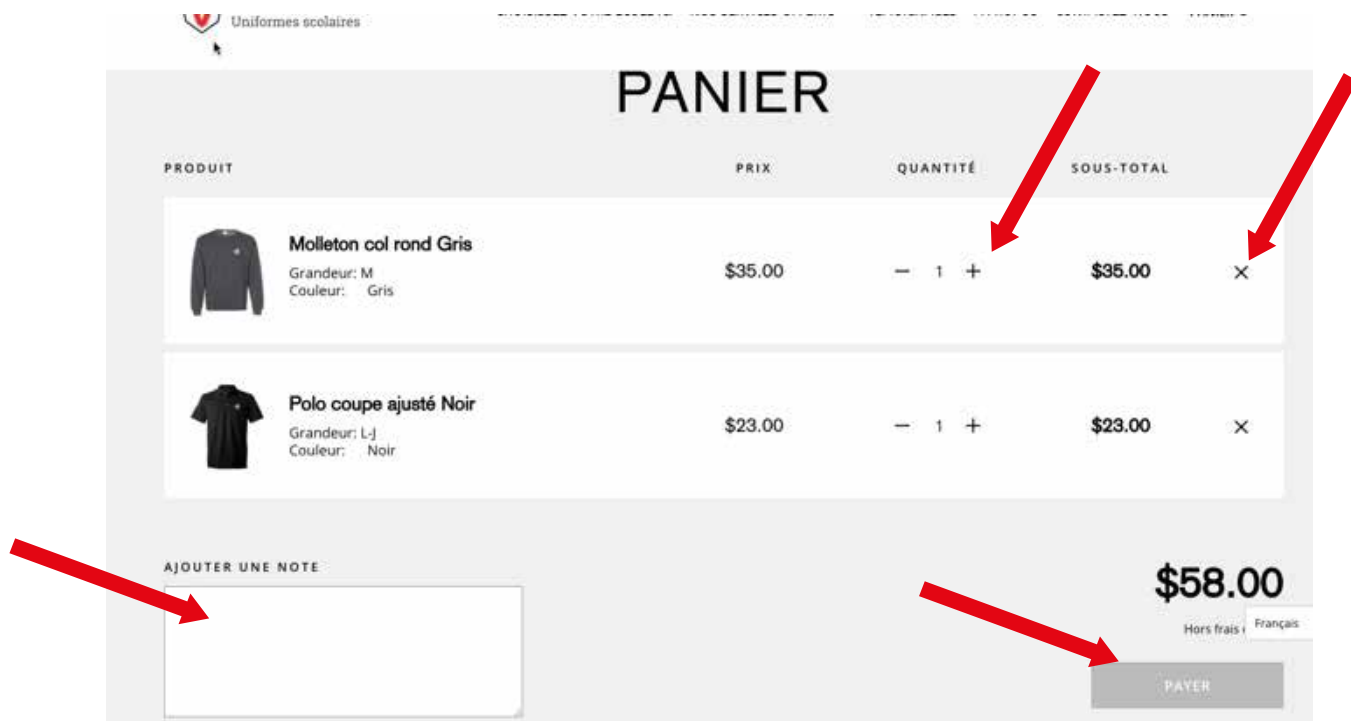 Uniformes scolaires
PANIER
PRODUIT PRIX QUANTITÉ SOUS-TOTAL
Molleton col rond Gris
Grandeur: M
Couleur: Gris
$35.00 — 1 + $35.00 ×
Polo coupe ajusté Noir
Grandeur: L-J
Couleur: Noir
$23.00 — 1 + $23.00 ×
AJOUTER UNE NOTE
$58.00
Hors frais
Français
PAYER